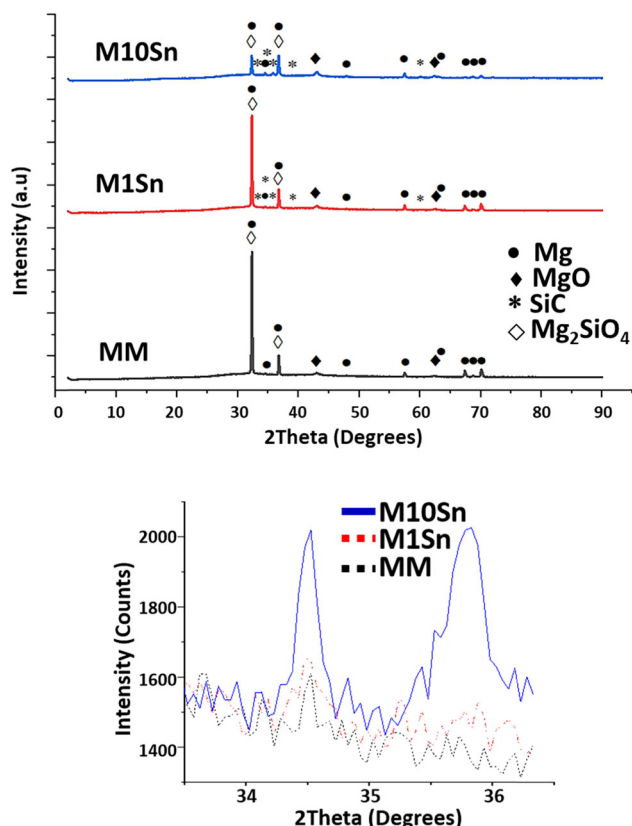 M10Sn
M1Sn
MM
Intensity (a.u)
Mg
MgO
SiC
Mg₂SiO₄
0 10 20 30 40 50 60 70 80 90
2Theta (Degrees)
M10Sn
M1Sn
MM
2000
1800
1600
1400
Intensity (Counts)
34 35 36
2Theta (Degrees)